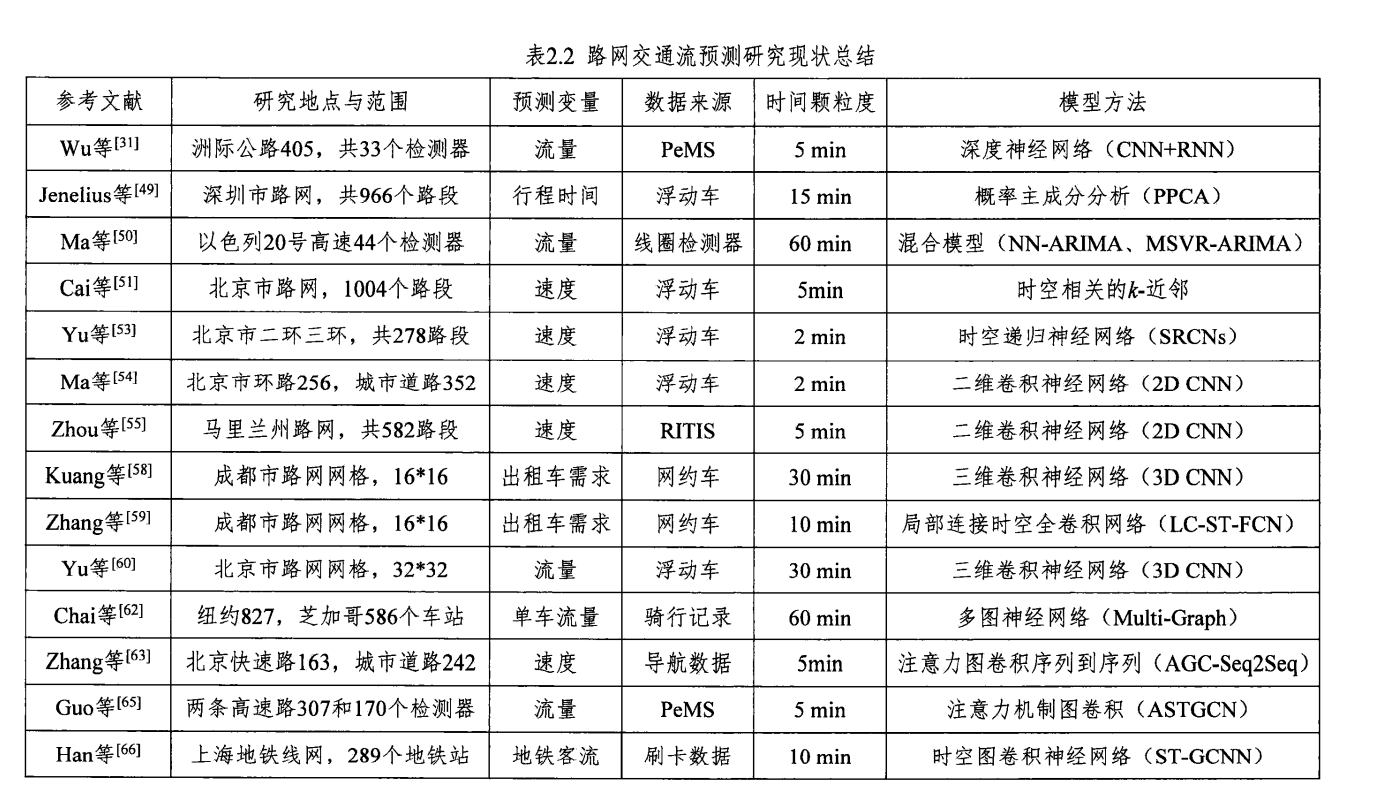 表2.2 路网交通流预测研究现状总结
参考文献 研究地点与范围 预测变量 数据来源 时间颗粒度 模型方法
Wu等[31] 洲际公路405，共33个检测器 流量 PeMS 5 min 深度神经网络（CNN+RNN）
Jenelius等[49] 深圳市路网，共966个路段 行程时间 浮动车 15 min 概率主成分分析（PPCA）
Ma等[50] 以色列20号高速44个检测器 流量 线圈检测器 60 min 混合模型（NN-ARIMA、MSVR-ARIMA）
Cai等[51] 北京市路网，1004个路段 速度 浮动车 5min 时空相关的k-近邻
Yu等[53] 北京市二环三环，共278路段 速度 浮动车 2 min 时空递归神经网络（SRCNs）
Ma等[54] 北京市环路256，城市道路352 速度 浮动车 2 min 二维卷积神经网络（2D CNN）
Zhou等[55] 马里兰州路网，共582路段 速度 RITIS 5 min 二维卷积神经网络（2D CNN）
Kuang等[58] 成都市路网网格，16*16 出租车需求 网约车 30 min 三维卷积神经网络（3D CNN）
Zhang等[59] 成都市路网网格，16*16 出租车需求 网约车 10 min 局部连接时空全卷积网络（LC-ST-FCN）
Yu等[60] 北京市路网网格，32*32 流量 浮动车 30 min 三维卷积神经网络（3D CNN）
Chai等[62] 纽约827，芝加哥586个车站 单车流量 骑行记录 60 min 多图神经网络（Multi-Graph）
Zhang等[63] 北京快速路163，城市道路242 速度 导航数据 5min 注意力图卷积序列到序列（AGC-Seq2Seq）
Guo等[65] 两条高速路307和170个检测器 流量 PeMS 5 min 注意力机制图卷积（ASTGCN）
Han等[66] 上海地铁线网，289个地铁站 地铁客流 刷卡数据 10 min 时空图卷积神经网络（ST-GCNN）